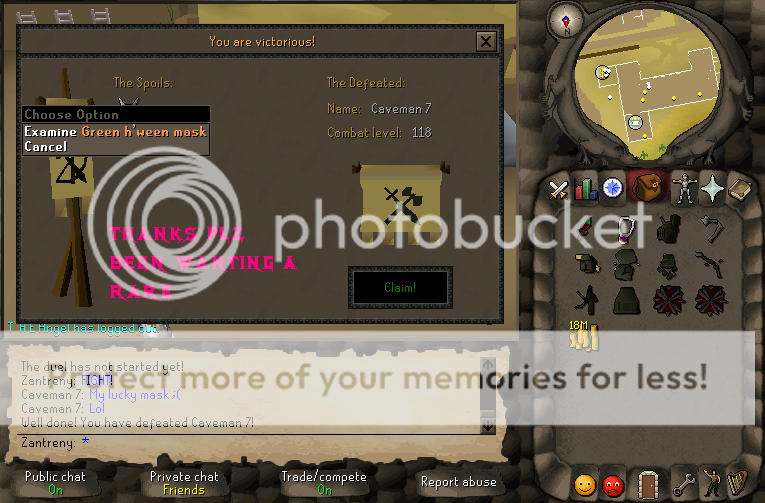 You are victorious!
The Spoils:
The Defeated:
Name: Caveman 7
Combat level: 118
Choose Option
Examine Green h'ween mask
Cancel
THANKS PLZ
BEEN WANTING A
RARE
Claim!
photobucket
N
18M
has logged out.
Protect more of your memories for less!
The duel has not started yet!
Zantreny: FIGHT!
Caveman 7: My lucky mask;(
Caveman 7: Lol
Well done! You have defeated Caveman 7!
Zantreny: *
Public chat
On
Private chat
Friends
Trade/compete
On
Report abuse